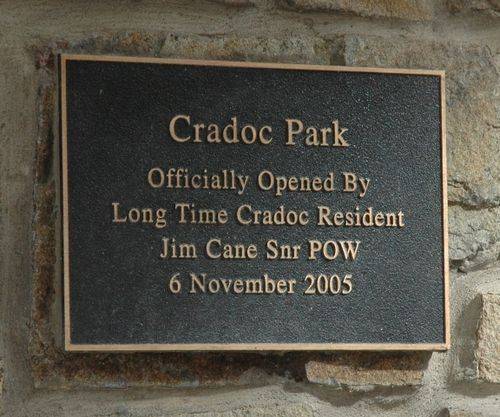 Cradoc Park
Officially Opened By
Long Time Cradoc Resident
Jim Cane Snr POW
6 November 2005